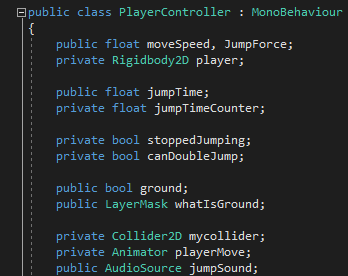 public class PlayerController : MonoBehaviour
{
public float moveSpeed, JumpForce;
private Rigidbody2D player;
public float jumpTime;
private float jumpTimeCounter;
private bool stoppedJumping;
private bool canDoubleJump;
public bool ground;
public LayerMask whatIsGround;
private Collider2D mycollider;
private Animator playerMove;
public AudioSource jumpSound;